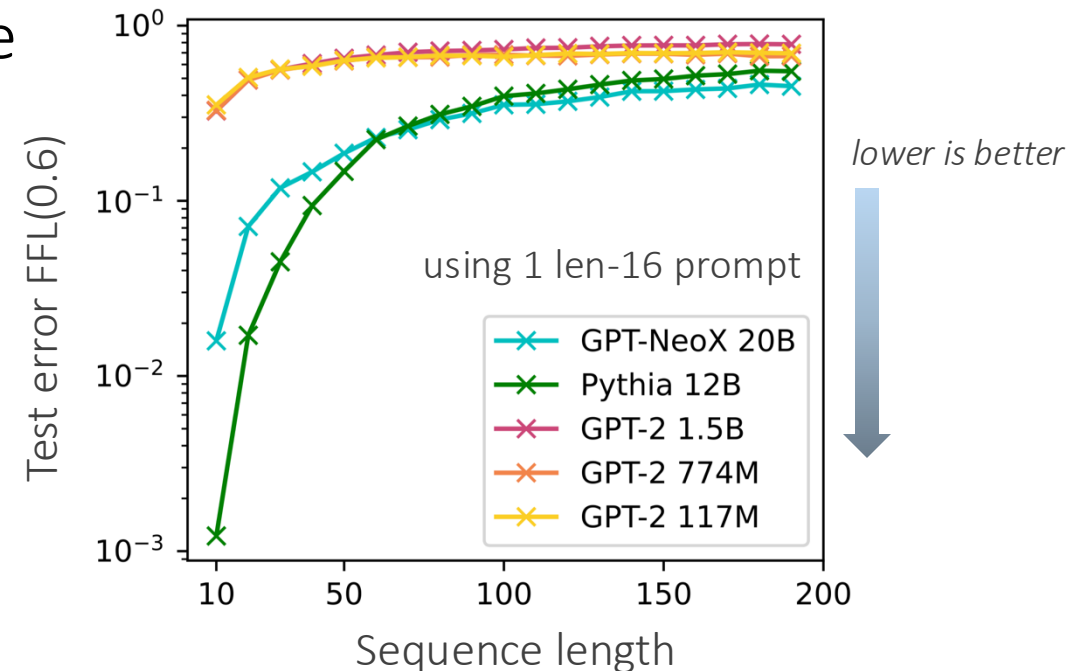 e
Test error FFL(0.6)
10⁰
10⁻¹
10⁻²
10⁻³
using 1 len-16 prompt
GPT-NeoX 20B
Pythia 12B
GPT-2 1.5B
GPT-2 774M
GPT-2 117M
10 50 100 150 200
Sequence length
lower is better